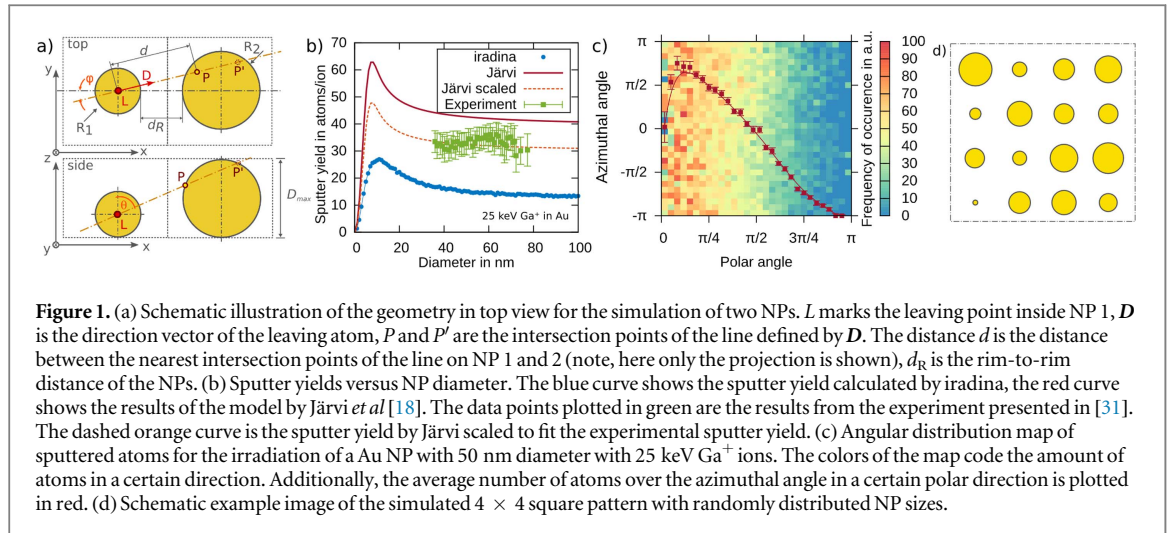 a)
top
d
R2
φ
D
P
P'
y
L
R1
dR
x
side
z
P'
P
θ
Dmax
L
y
x
b)
Sputter yield in atoms/ion
70
60
50
40
30
20
10
0
iradina
Järvi
Järvi scaled
Experiment
25 keV Ga+ in Au
0
20
40
60
80
100
Diameter in nm
c)
Azimuthal angle
π
π/2
0
-π/2
-π
0
π/4
π/2
3π/4
π
Polar angle
Frequency of occurence in a.u.
100
90
80
70
60
50
40
30
20
10
0
d)
Figure 1. (a) Schematic illustration of the geometry in top view for the simulation of two NPs. L marks the leaving point inside NP 1, D
is the direction vector of the leaving atom, P and P′ are the intersection points of the line defined by D. The distance d is the distance
between the nearest intersection points of the line on NP 1 and 2 (note, here only the projection is shown), dR is the rim-to-rim
distance of the NPs. (b) Sputter yields versus NP diameter. The blue curve shows the sputter yield calculated by iradina, the red curve
shows the results of the model by Järvi et al [18]. The data points plotted in green are the results from the experiment presented in [31].
The dashed orange curve is the sputter yield by Järvi scaled to fit the experimental sputter yield. (c) Angular distribution map of
sputtered atoms for the irradiation of a Au NP with 50 nm diameter with 25 keV Ga+ ions. The colors of the map code the amount of
atoms in a certain direction. Additionally, the average number of atoms over the azimuthal angle in a certain polar direction is plotted
in red. (d) Schematic example image of the simulated 4 × 4 square pattern with randomly distributed NP sizes.